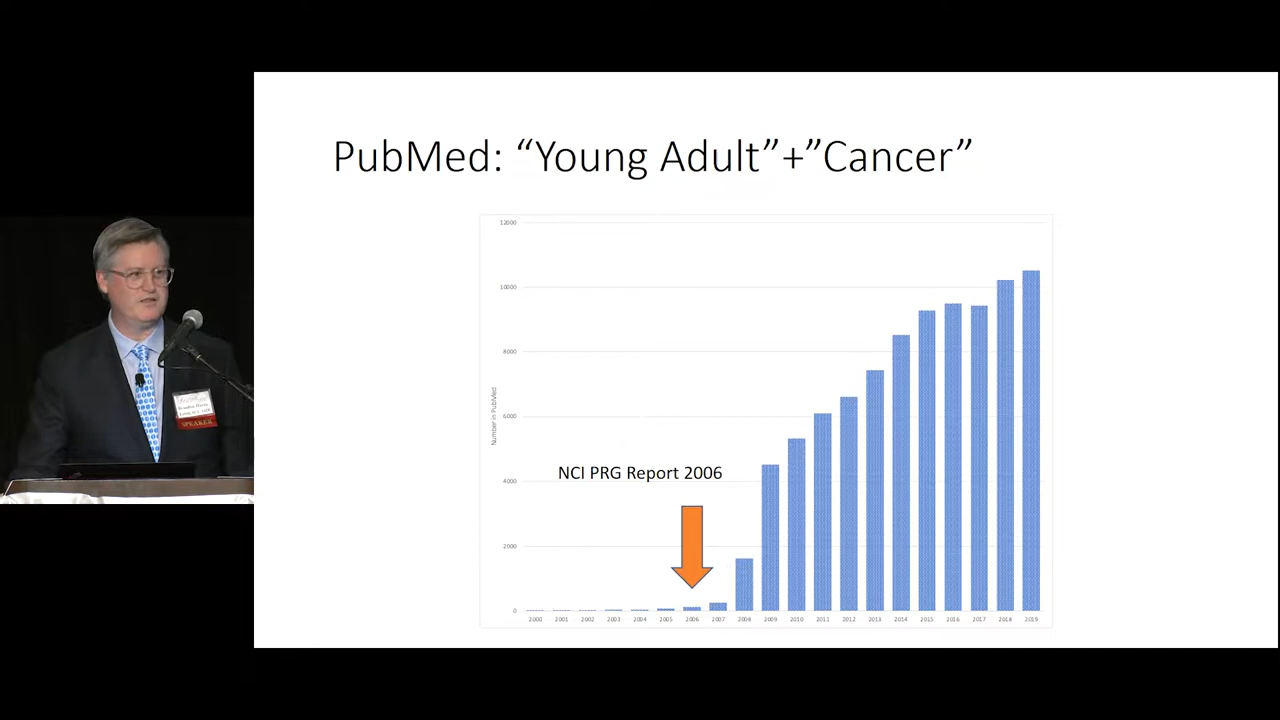 PubMed: “Young Adult”+”Cancer”
12000
10000
8000
6000
4000
2000
0
Number in PubMed
NCI PRG Report 2006
2000 2001 2002 2003 2004 2005 2006 2007 2008 2009 2010 2011 2012 2013 2014 2015 2016 2017 2018 2019
SPEAKER